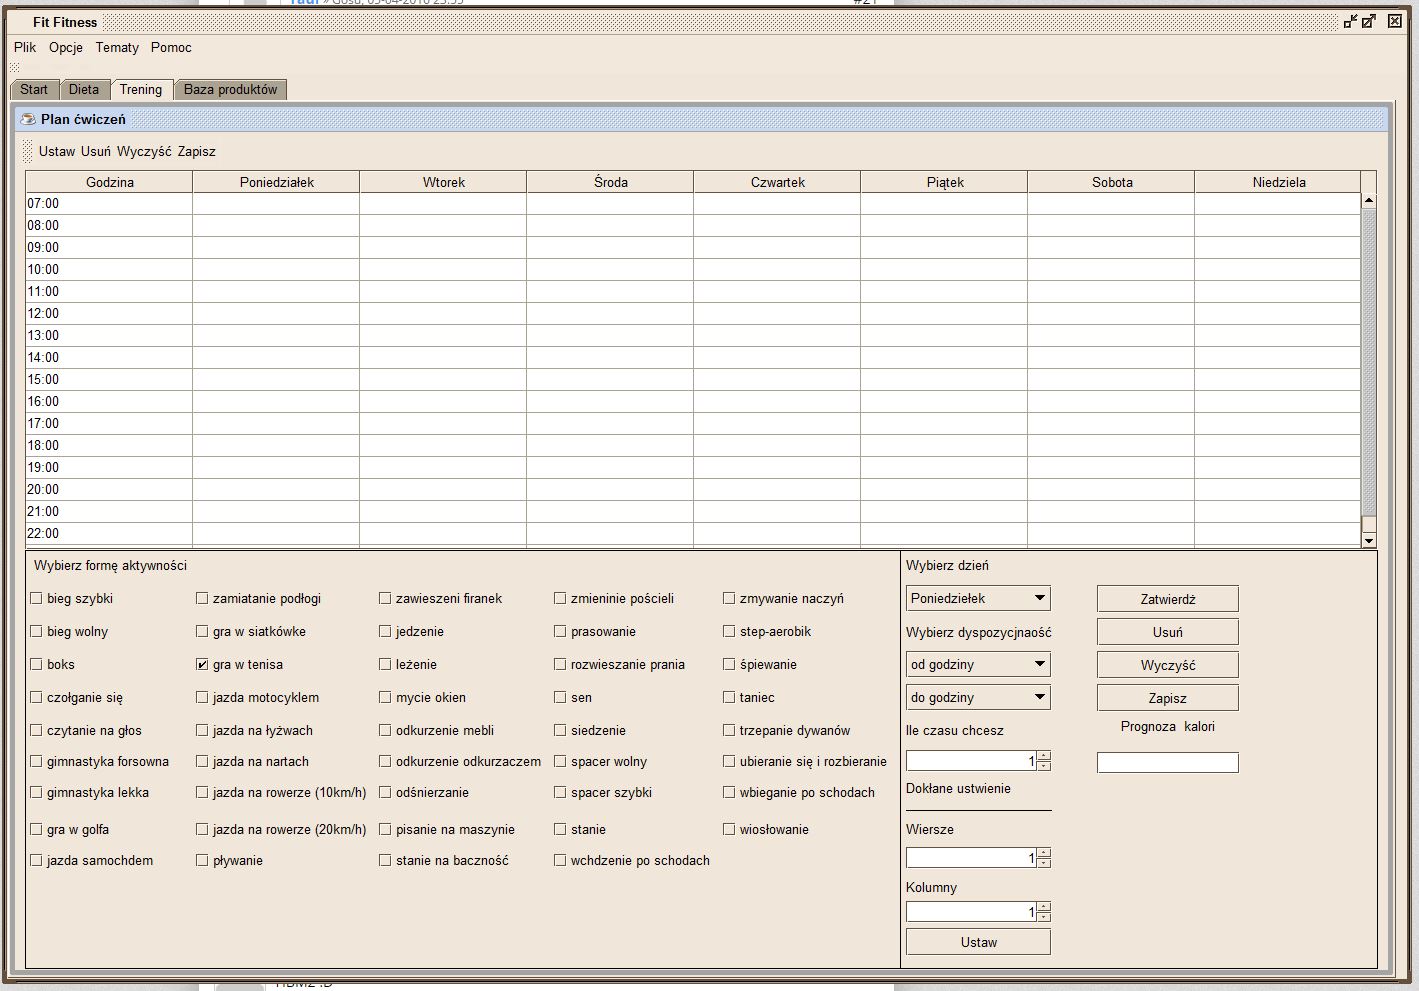 Fit Fitness
Plik Opcje Tematy Pomoc
Start Dieta Trening Baza produktów
Plan ćwiczeń
Ustaw Usuń Wyczyść Zapisz
Godzina Poniedziałek Wtorek Środa Czwartek Piątek Sobota Niedziela
07:00
08:00
09:00
10:00
11:00
12:00
13:00
14:00
15:00
16:00
17:00
18:00
19:00
20:00
21:00
22:00
Wybierz formę aktywności
bieg szybki zamiatanie podłogi zawieszeni firanek zmieninie pościeli zmywanie naczyń
bieg wolny gra w siatkówke jedzenie prasowanie step-aerobik
boks gra w tenisa leżenie rozwieszanie prania śpiewanie
czołganie się jazda motocyklem mycie okien sen taniec
czytanie na głos jazda na łyżwach odkurzenie mebli siedzenie trzepanie dywanów
gimnastyka forsowna jazda na nartach odkurzenie odkurzaczem spacer wolny ubieranie się i rozbieranie
gimnastyka lekka jazda na rowerze (10km/h) odśnierzanie spacer szybki wbieganie po schodach
gra w golfa jazda na rowerze (20km/h) pisanie na maszynie stanie wiosłowanie
jazda samochdem pływanie stanie na baczność wchdzenie po schodach
Wybierz dzień
Poniedziełek Zatwierdż
Wybierz dyspozycjnaość Usuń
od godziny Wyczyść
do godziny Zapisz
Ile czasu chcesz Prognoza kalori
1
Dokłane ustwienie
Wiersze
1
Kolumny
1
Ustaw